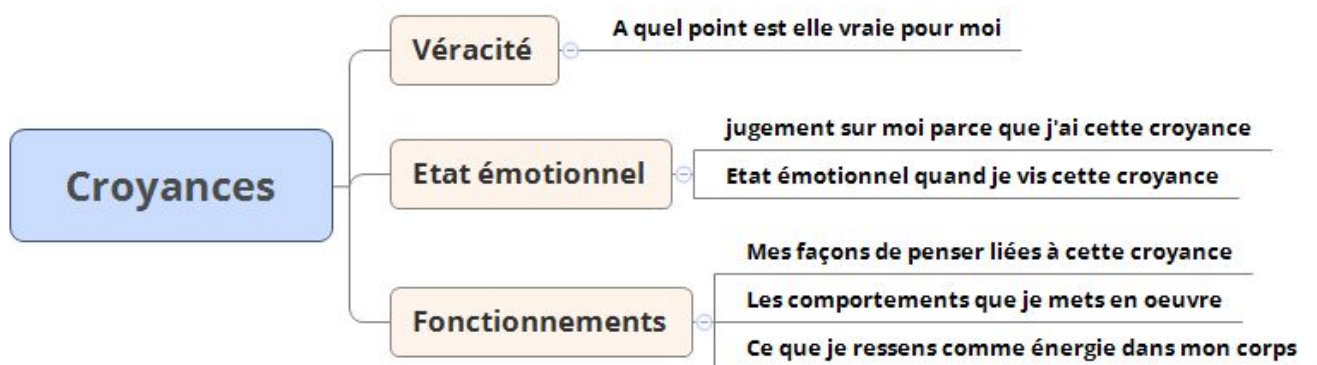 Croyances
Véracité
A quel point est elle vraie pour moi
Etat émotionnel
jugement sur moi parce que j'ai cette croyance
Etat émotionnel quand je vis cette croyance
Fonctionnements
Mes façons de penser liées à cette croyance
Les comportements que je mets en oeuvre
Ce que je ressens comme énergie dans mon corps